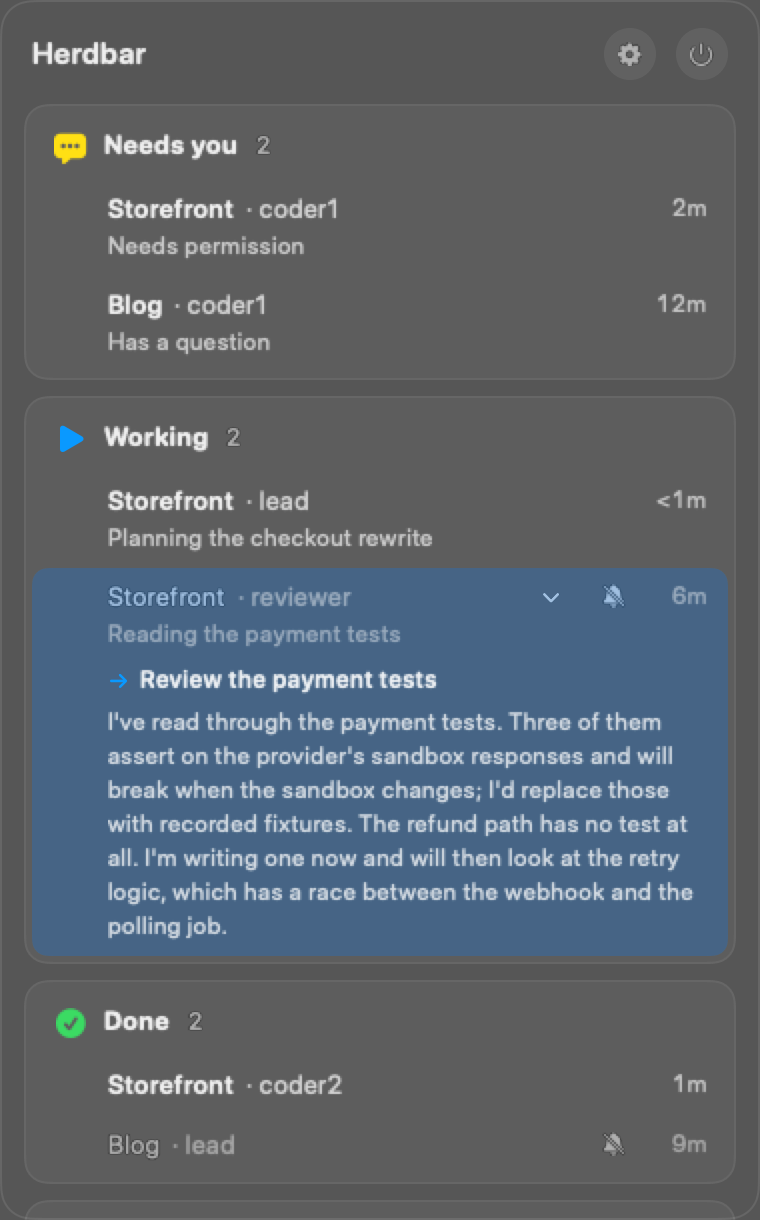 Herdbar
Needs you 2
Storefront · coder1 2m
Needs permission
Blog · coder1 12m
Has a question
Working 2
Storefront · lead <1m
Planning the checkout rewrite
Storefront · reviewer 6m
Reading the payment tests
→ Review the payment tests
I've read through the payment tests. Three of them
assert on the provider's sandbox responses and will
break when the sandbox changes; I'd replace those
with recorded fixtures. The refund path has no test at
all. I'm writing one now and will then look at the retry
logic, which has a race between the webhook and the
polling job.
Done 2
Storefront · coder2 1m
Blog · lead 9m